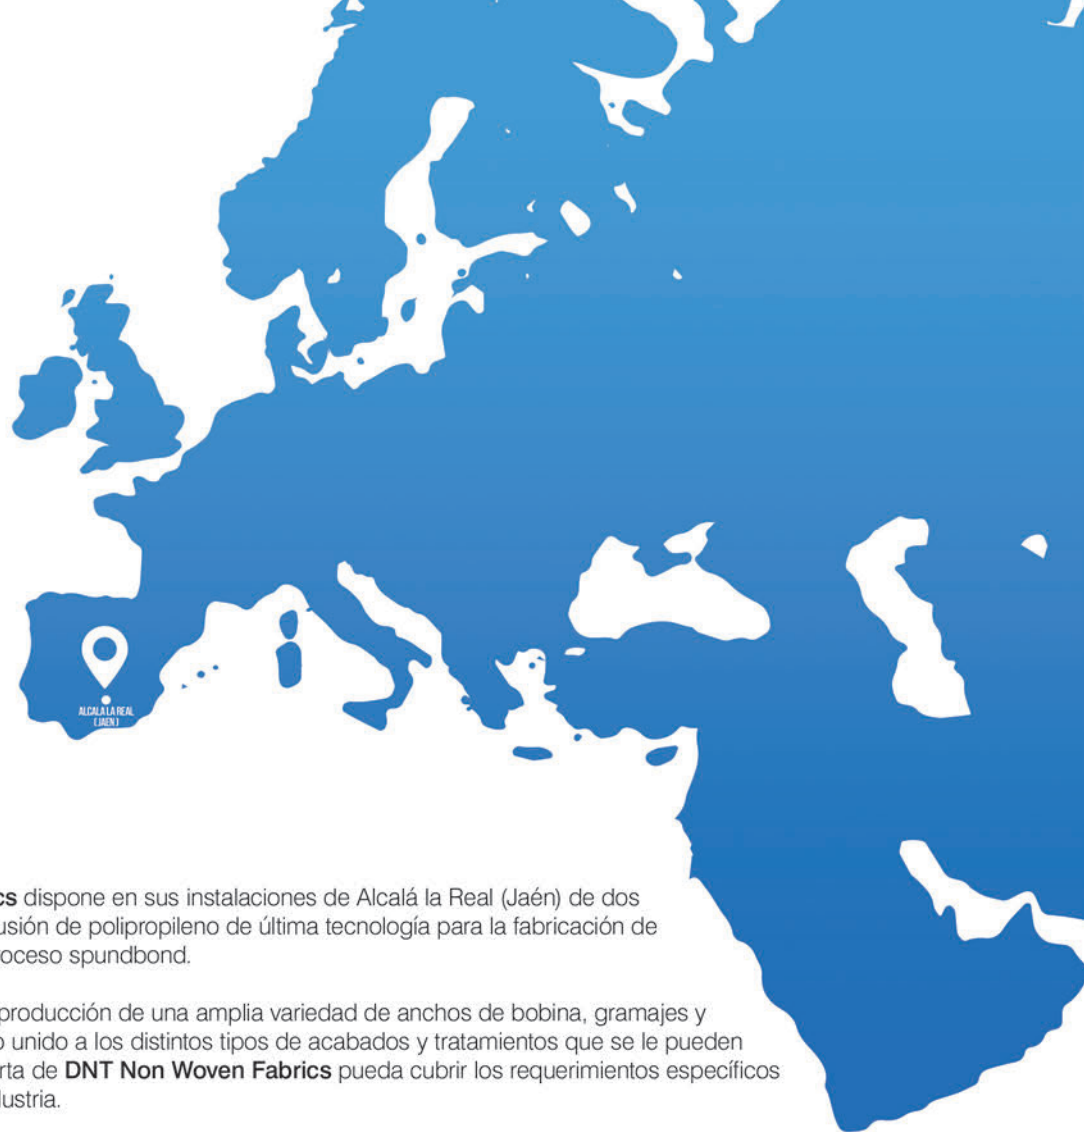 ALCALA LA REAL
(JAEN)
cs dispone en sus instalaciones de Alcalá la Real (Jaén) de dos
usión de polipropileno de última tecnología para la fabricación de
roceso spundbond.
producción de una amplia variedad de anchos de bobina, gramajes y
o unido a los distintos tipos de acabados y tratamientos que se le pueden
rta de DNT Non Woven Fabrics pueda cubrir los requerimientos específicos
lustria.